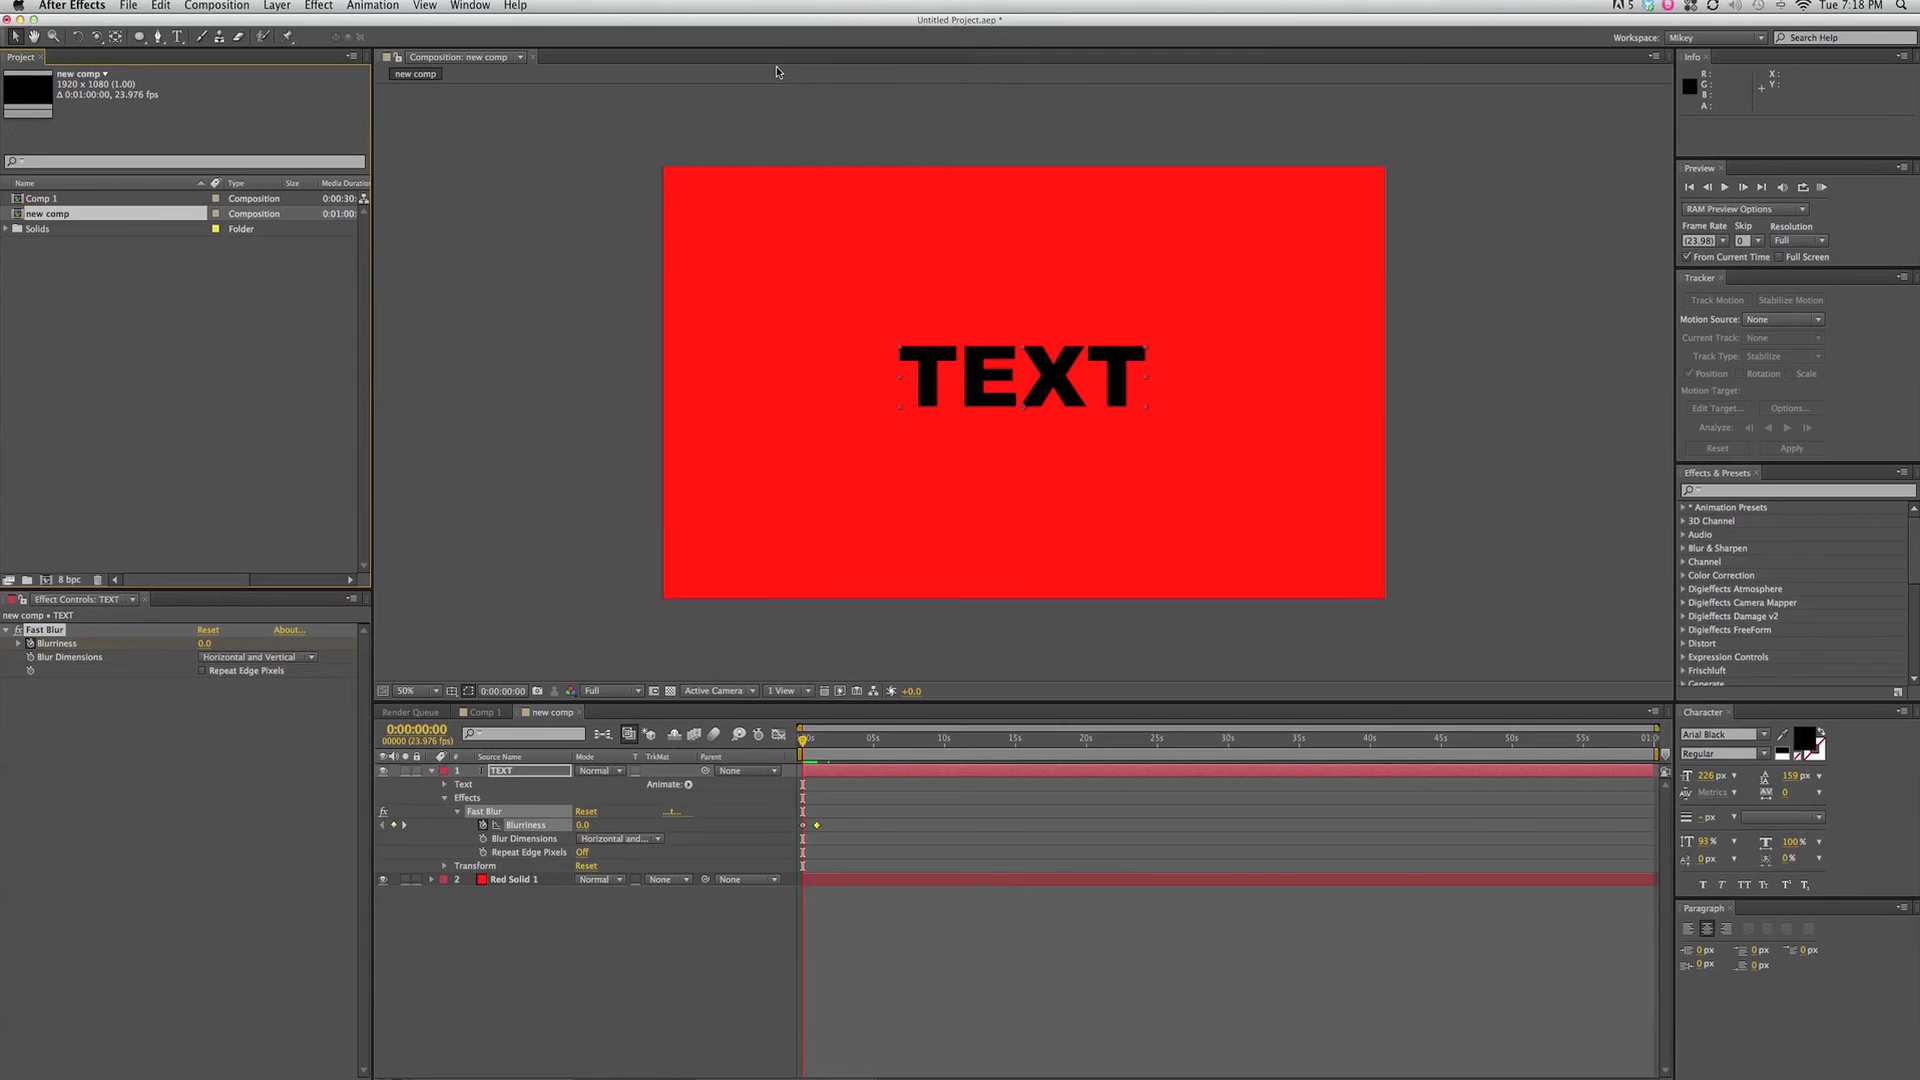 After Effects File Edit Composition Layer Effect Animation View Window Help
5 Tue 7:18 PM
Untitled Project.aep *
Workspace: Mikey Search Help
Project
new comp
1920 x 1080 (1.00)
Δ 0:01:00:00, 23.976 fps
Name Type Size Media Duratio
Comp 1 Composition 0:00:30:
new comp Composition 0:01:00:
Solids Folder
8 bpc
Effect Controls: TEXT
new comp • TEXT
fx Fast Blur Reset About...
Blurriness 0.0
Blur Dimensions Horizontal and Vertical
Repeat Edge Pixels
Composition: new comp
new comp
TEXT
50% 0:00:00:00 Full Active Camera 1 View +0.0
Render Queue Comp 1 new comp
0:00:00:00
00000 (23.976 fps)
0s 05s 10s 15s 20s 25s 30s 35s 40s 45s 50s 55s 01:0
# Source Name Mode T TrkMat Parent
1 TEXT Normal None
Text Animate:
Effects
fx Fast Blur Reset ...t...
Blurriness 0.0
Blur Dimensions Horizontal and...
Repeat Edge Pixels Off
Transform Reset
2 Red Solid 1 Normal None None
Info
R: X:
G: Y:
B:
A:
Preview
RAM Preview Options
Frame Rate Skip Resolution
(23.98) 0 Full
From Current Time Full Screen
Tracker
Track Motion Stabilize Motion
Motion Source: None
Current Track: None
Track Type: Stabilize
Position Rotation Scale
Motion Target:
Edit Target... Options...
Analyze:
Reset Apply
Effects & Presets
* Animation Presets
3D Channel
Audio
Blur & Sharpen
Channel
Color Correction
Digieffects Atmosphere
Digieffects Camera Mapper
Digieffects Damage v2
Digieffects FreeForm
Distort
Expression Controls
Frischluft
Generate
Character
Arial Black
Regular
226 px 159 px
Metrics 0
- px
93 % 100 %
0 px 0 %
T T TT Tt T¹ T₁
Paragraph
0 px 0 px 0 px
0 px 0 px